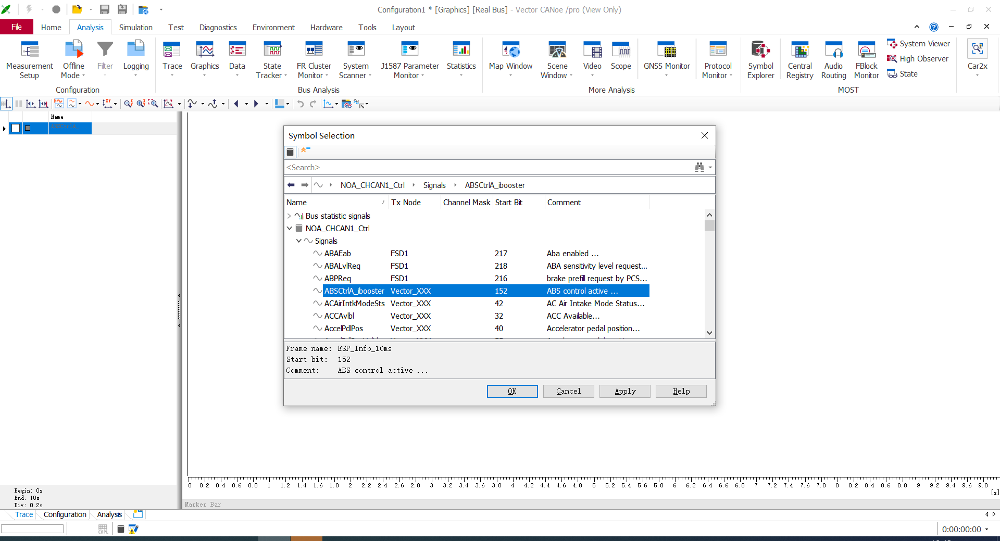 Configuration1 * [Graphics] [Real Bus] - Vector CANoe /pro (View Only)
File Home Analysis Simulation Test Diagnostics Environment Hardware Tools Layout
Measurement Setup
Offline Mode
Filter
Logging
Configuration
Trace
Graphics
Data
State Tracker
FR Cluster Monitor
System Scanner
J1587 Parameter Monitor
Statistics
Bus Analysis
Map Window
Scene Window
Video
Scope
GNSS Monitor
Protocol Monitor
More Analysis
Symbol Explorer
Central Registry
Audio Routing
FBlock Monitor
System Viewer
High Observer
State
MOST
Car2x
Name
Symbol Selection
<Search>
NOA_CHCAN1_Ctrl Signals ABSCtrlA_ibooster
Name Tx Node Channel Mask Start Bit Comment
Bus statistic signals
NOA_CHCAN1_Ctrl
Signals
ABAEab FSD1 217 Aba enabled ...
ABALvlReq FSD1 218 ABA sensitivity level request...
ABPReq FSD1 216 brake prefill request by PCS...
ABSCtrlA_ibooster Vector_XXX 152 ABS control active ...
ACAirIntkModeSts Vector_XXX 42 AC Air Intake Mode Status...
ACCAvlbl Vector_XXX 32 ACC Available...
AccelPdlPos Vector_XXX 40 Accelerator pedal position...
Frame name: ESP_Info_10ms
Start bit: 152
Comment: ABS control active ...
OK Cancel Apply Help
0 0.2 0.4 0.6 0.8 1 1.2 1.4 1.6 1.8 2 2.2 2.4 2.6 2.8 3 3.2 3.4 3.6 3.8 4 4.2 4.4 4.6 4.8 5 5.2 5.4 5.6 5.8 6 6.2 6.4 6.6 6.8 7 7.2 7.4 7.6 7.8 8 8.2 8.4 8.6 8.8 9 9.2 9.4 9.6 9.8
[s]
Begin: 0s
End: 10s
Div: 0.2s
Marker Bar
Trace Configuration Analysis
CAPL
0:00:00:00